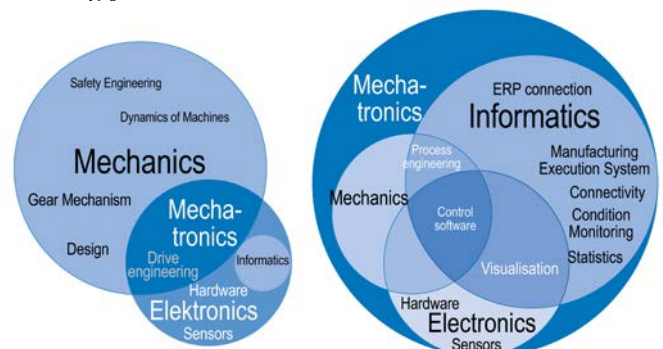 Safety Engineering
Dynamics of Machines
Mechanics
Gear Mechanism
Mecha-
tronics
Design
Drive
engineering
Informatics
Hardware
Elektronics
Sensors
Mecha-
tronics
ERP connection
Informatics
Process
engineering
Manufacturing
Execution System
Mechanics
Connectivity
Control
software
Condition
Monitoring
Statistics
Visualisation
Hardware
Electronics
Sensors